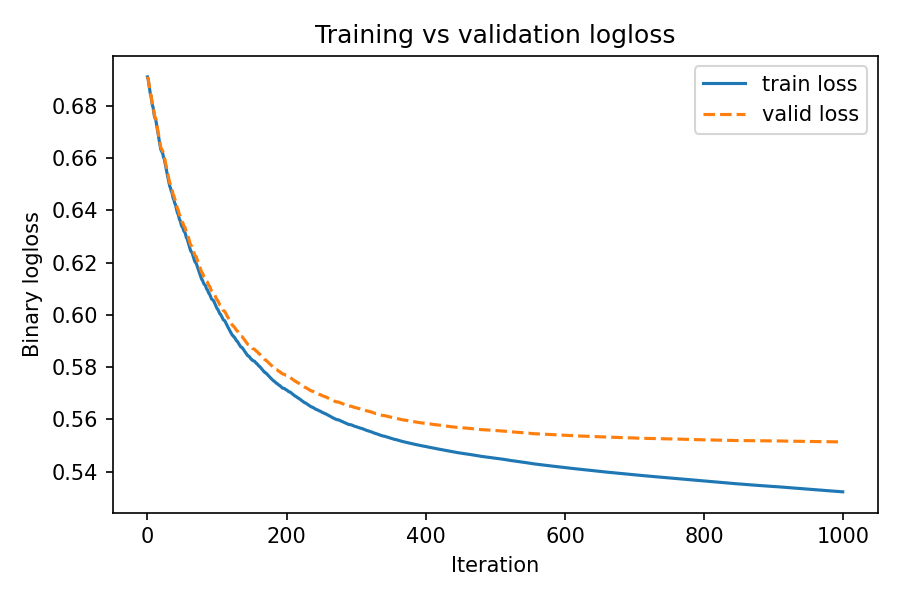 Training vs validation logloss
train loss
valid loss
0.68
0.66
0.64
0.62
0.60
0.58
0.56
0.54
Binary logloss
0 200 400 600 800 1000
Iteration